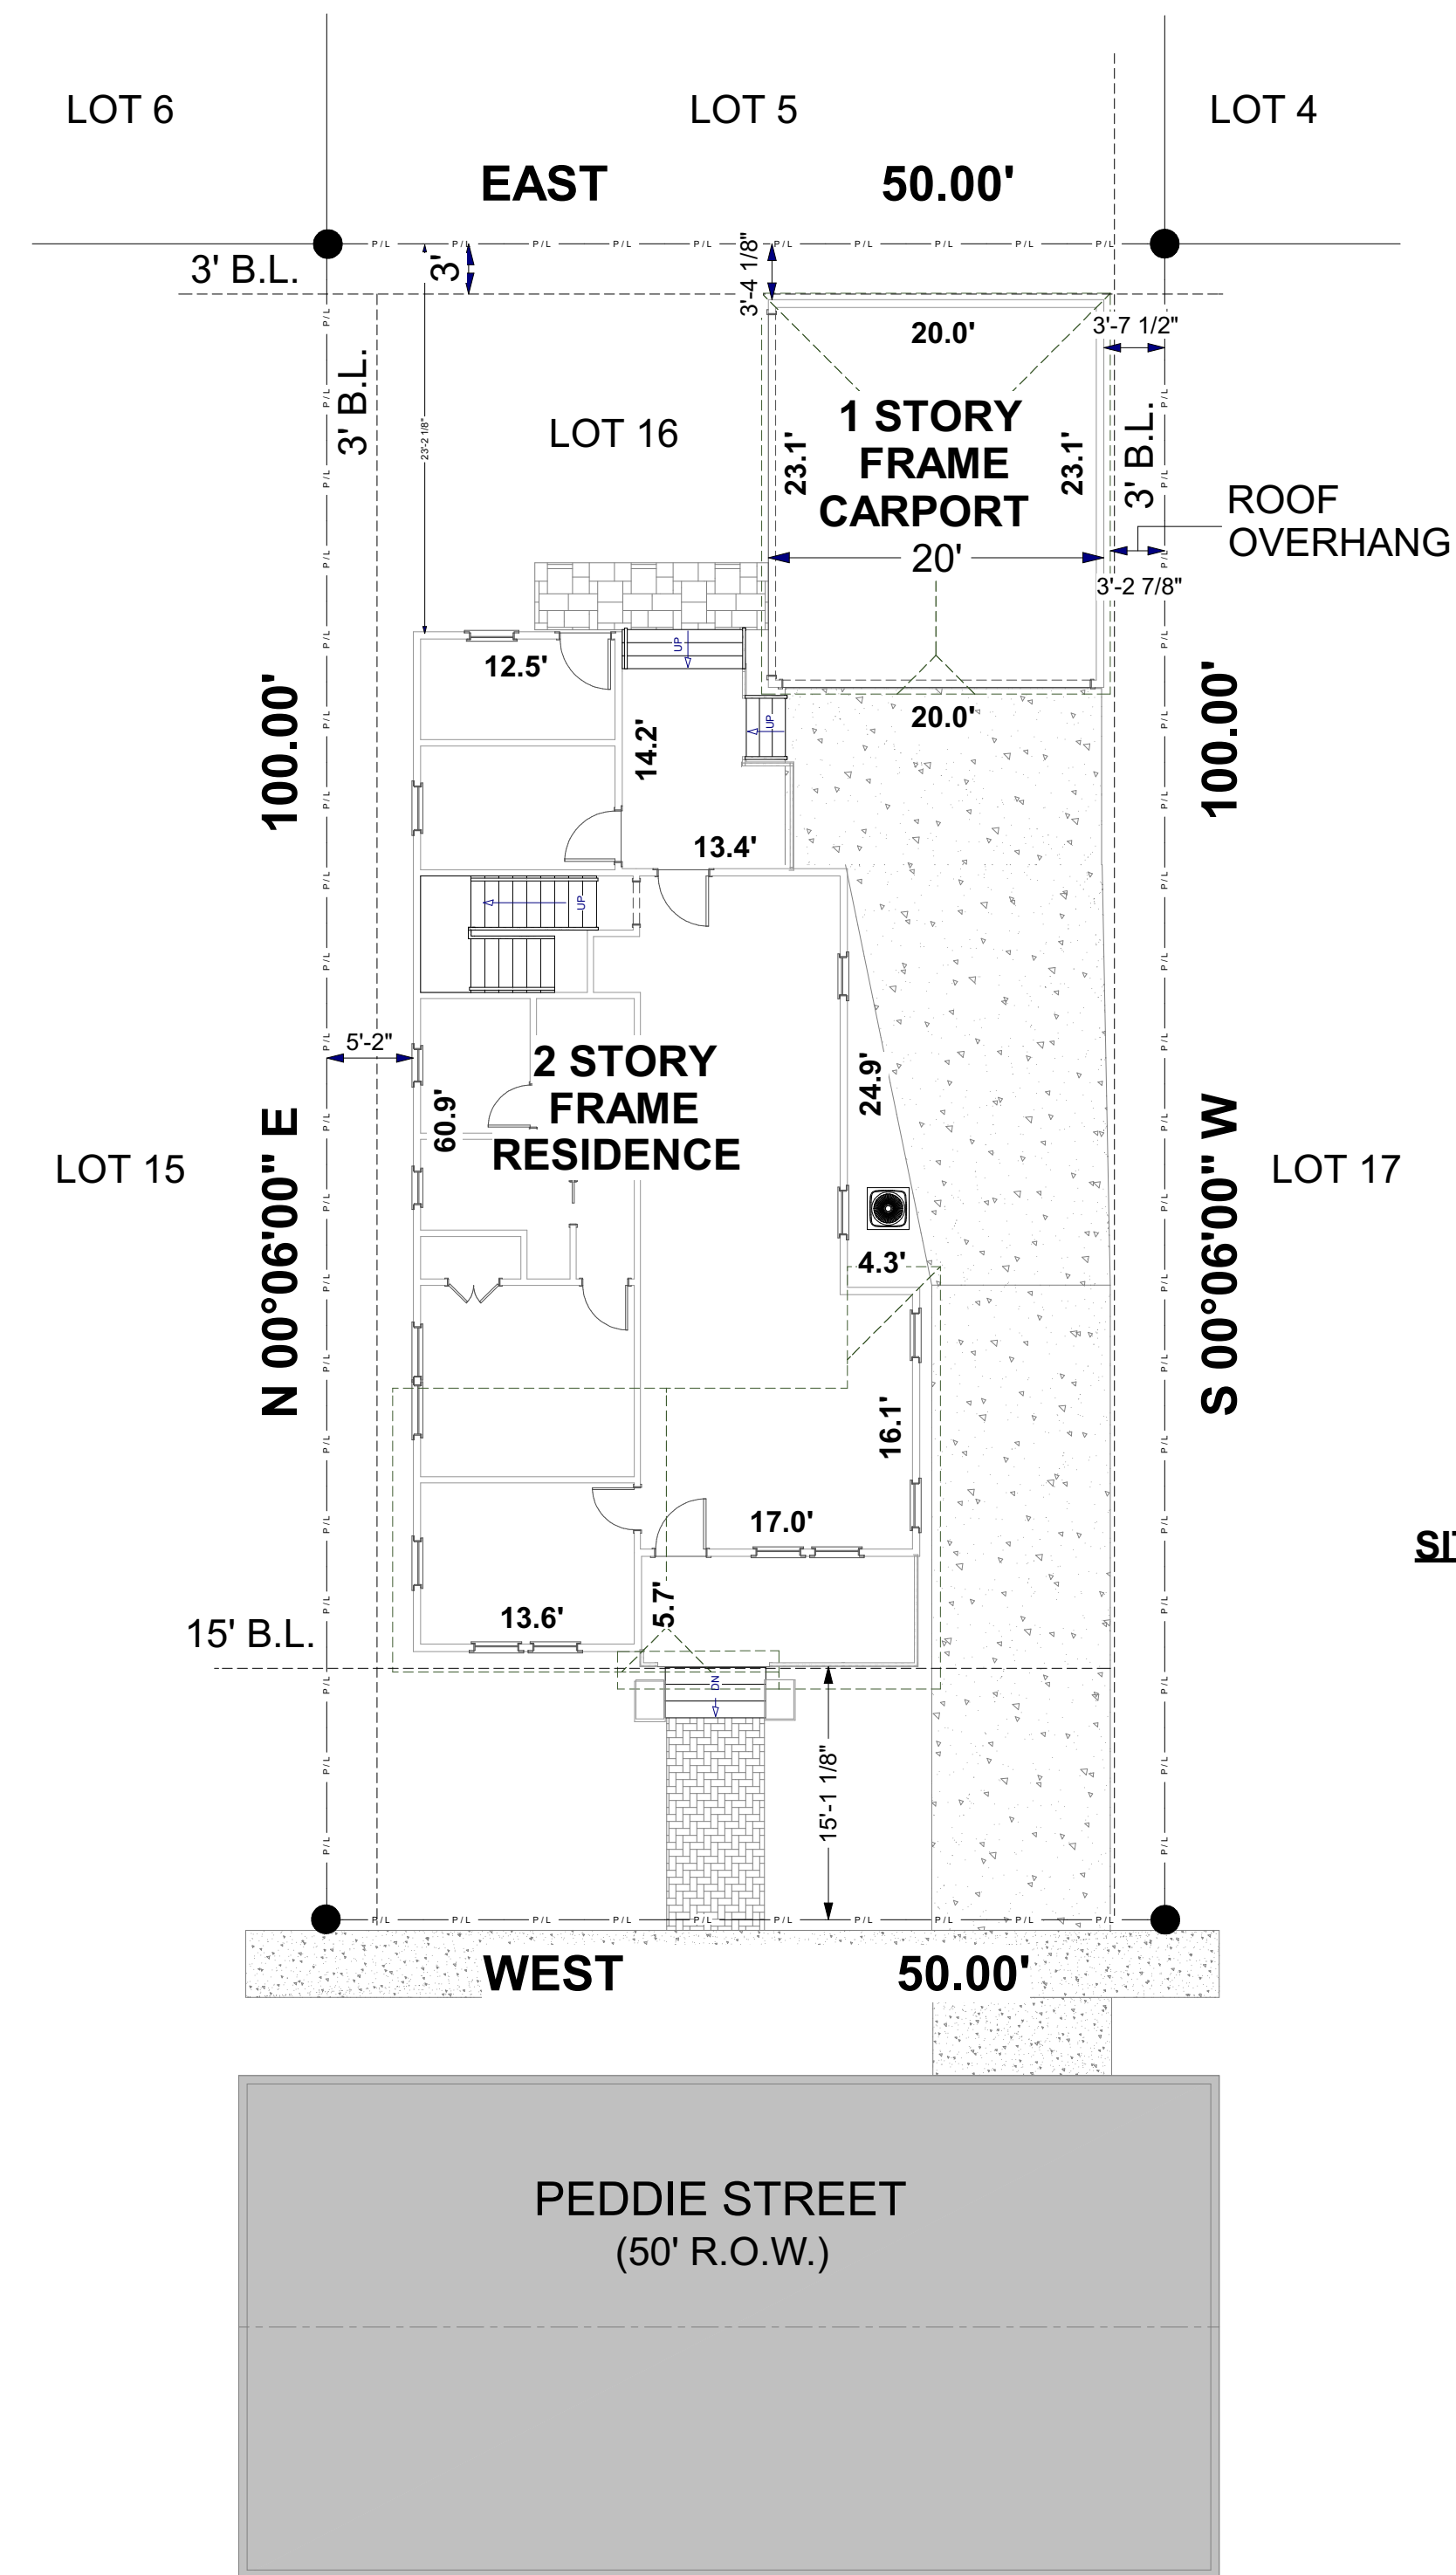 LOT 6
LOT 5
LOT 4
EAST 50.00'
P / L P / L P / L P / L P / L P / L P / L P / L P / L P / L
3' B.L.
3'
3'-4 1/8"
20.0'
3'-7 1/2"
3' B.L.
23'-2 1/8"
LOT 16
1 STORY
FRAME
CARPORT
23.1'
23.1'
3' B.L.
ROOF
OVERHANG
20'
3'-2 7/8"
12.5'
UP
100.00'
14.2'
UP
20.0'
100.00'
13.4'
UP
5'-2"
2 STORY
FRAME
RESIDENCE
60.9'
24.9'
LOT 15
N 00°06'00" E
S 00°06'00" W
LOT 17
4.3'
16.1'
17.0'
13.6'
5.7'
15' B.L.
DN
15'-1 1/8"
P / L P / L P / L P / L P / L P / L P / L P / L P / L P / L
WEST 50.00'
PEDDIE STREET
(50' R.O.W.)